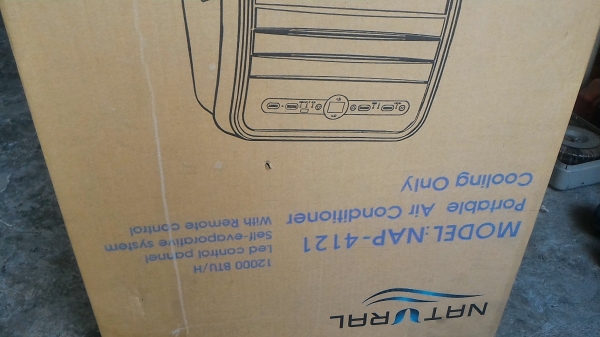 NATURAL
MODEL:NAP-4121
Portable Air Conditioner
Cooling Only
12000 BTU/H
Led control pannel
Self-evaporative system
With Remote control